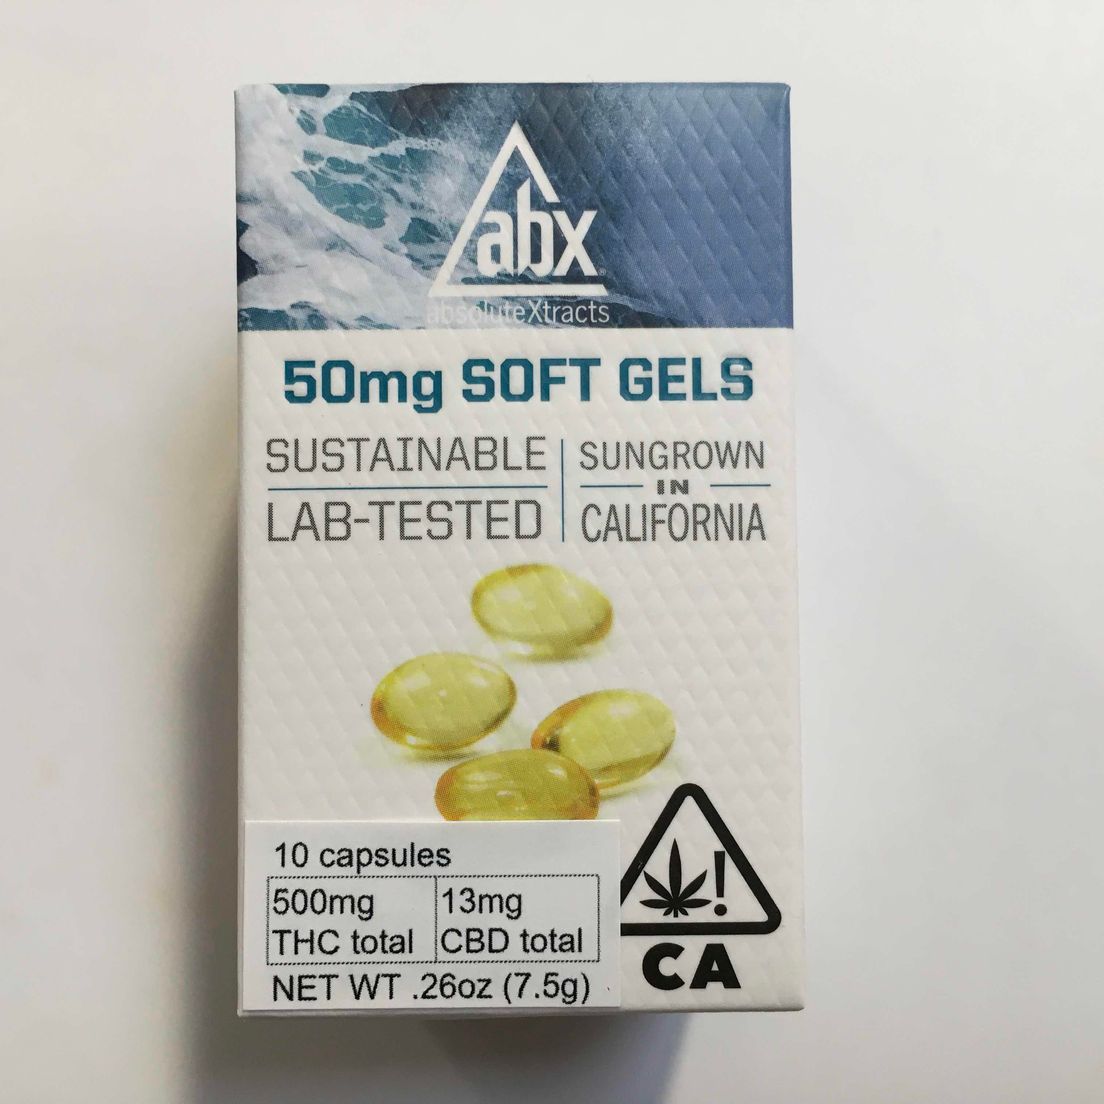 abx
absoluteXtracts
50mg SOFT GELS
SUSTAINABLE
LAB-TESTED
SUNGROWN
IN
CALIFORNIA
10 capsules
500mg
THC total
13mg
CBD total
NET WT .26oz (7.5g)
!
CA